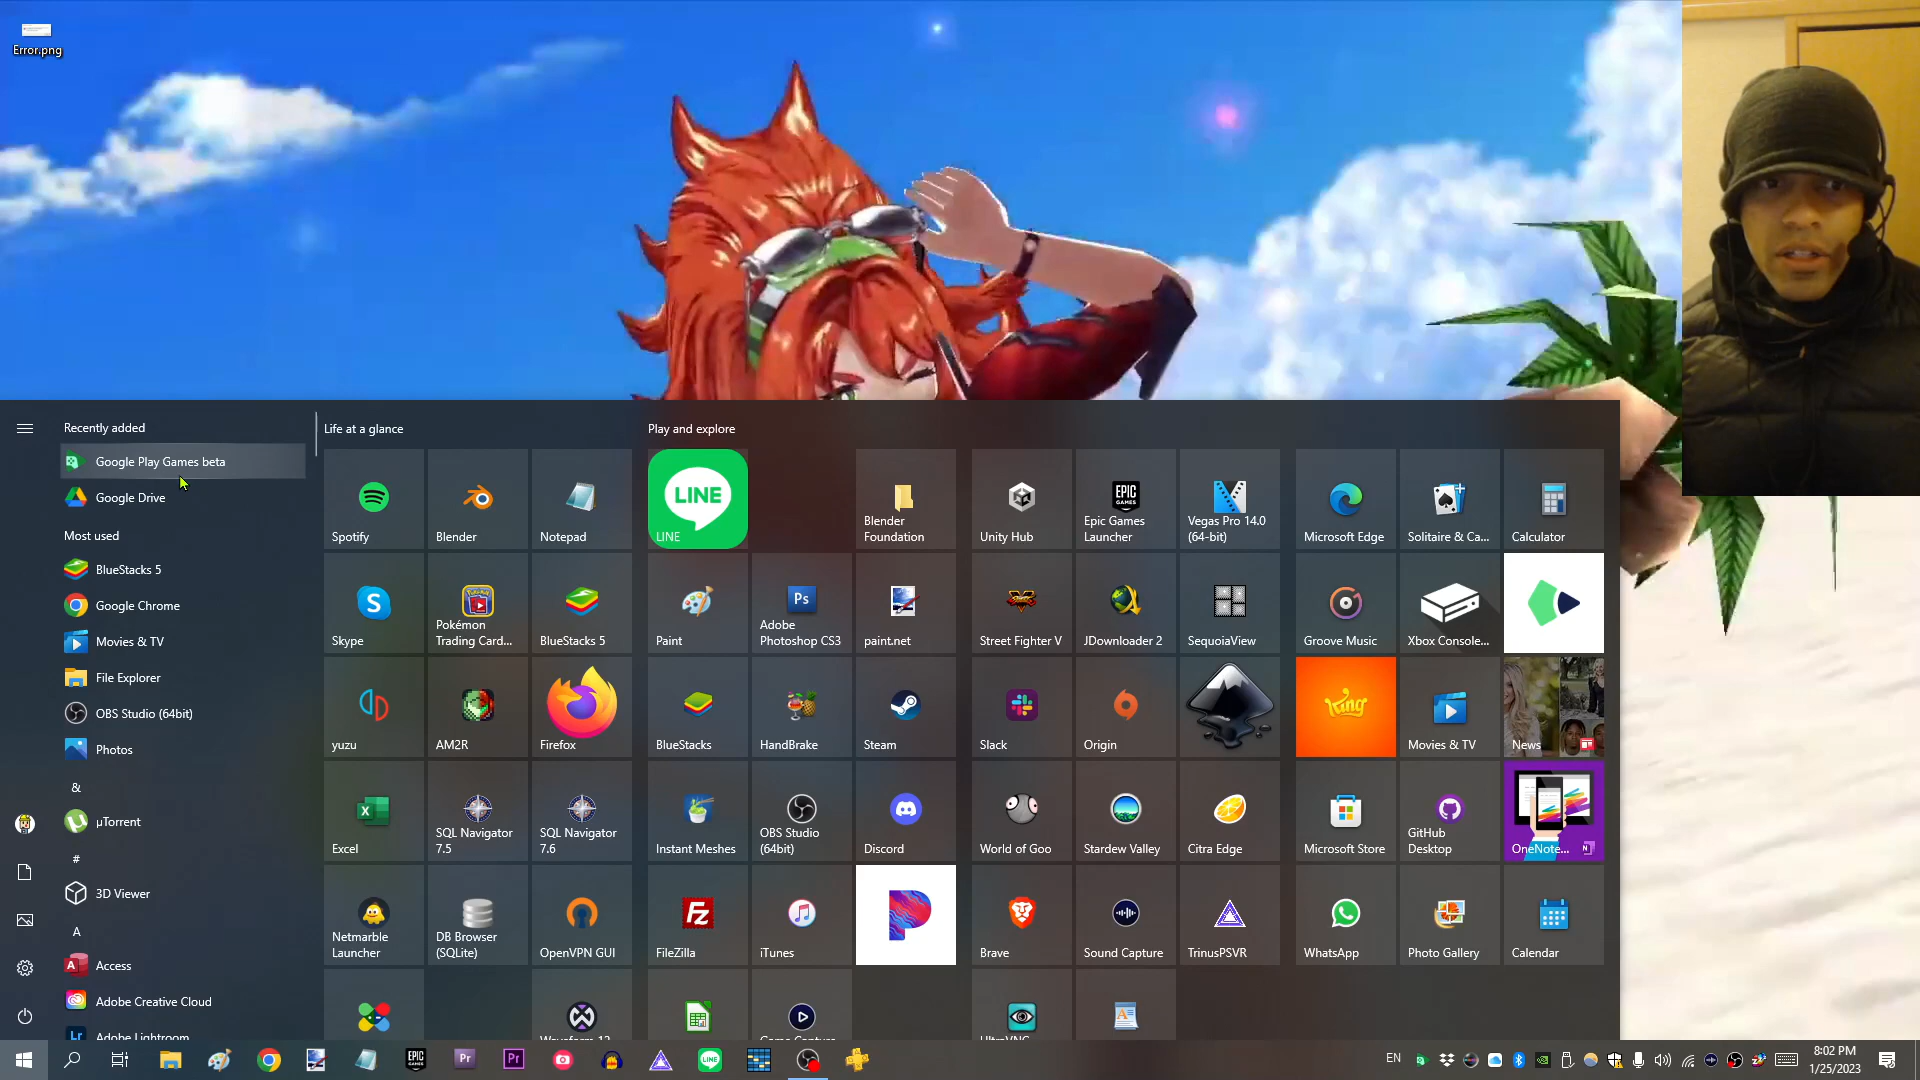 Error.png
Recently added
Google Play Games beta
Google Drive
Most used
BlueStacks 5
Google Chrome
Movies & TV
File Explorer
OBS Studio (64bit)
Photos
&
µTorrent
#
3D Viewer
A
Access
Adobe Creative Cloud
Adobe Lightroom
Life at a glance
Spotify
Blender
Notepad
Skype
Pokémon
Trading Card...
BlueStacks 5
yuzu
AM2R
Firefox
Excel
SQL Navigator
7.5
SQL Navigator
7.6
Netmarble
Launcher
DB Browser
(SQLite)
OpenVPN GUI
Waveform 12
Play and explore
LINE
LINE
Blender
Foundation
Paint
Ps
Adobe
Photoshop CS3
paint.net
BlueStacks
HandBrake
Steam
Instant Meshes
OBS Studio
(64bit)
Discord
FZ
FileZilla
iTunes
Game Capture
Unity Hub
EPIC
GAMES
Epic Games
Launcher
Vegas Pro 14.0
(64-bit)
Street Fighter V
JDownloader 2
SequoiaView
Slack
Origin
World of Goo
Stardew Valley
Citra Edge
Brave
Sound Capture
TrinusPSVR
UltraVNC
Microsoft Edge
Solitaire & Ca...
Calculator
Groove Music
Xbox Console...
King
Movies & TV
News
Microsoft Store
GitHub
Desktop
OneNote...
WhatsApp
Photo Gallery
Calendar
EN
8:02 PM
1/25/2023